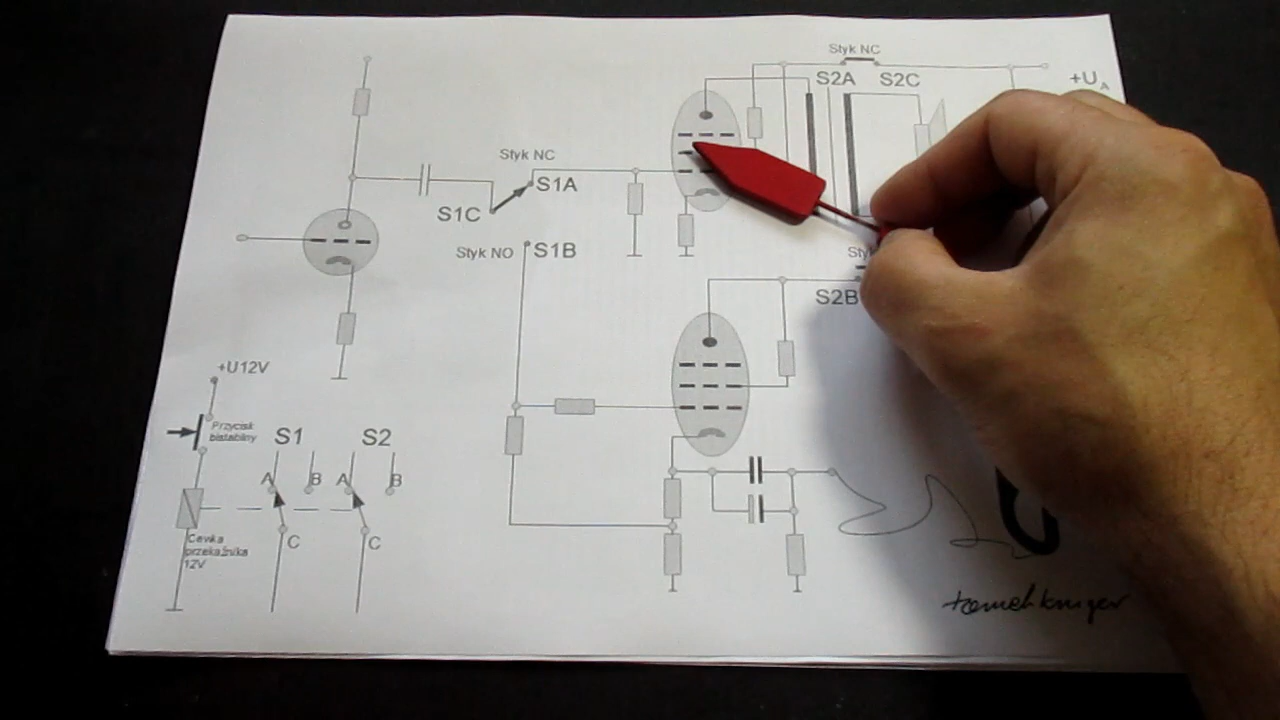 Styk NC
S2A S2C
+U A
Styk NC
S1A
S1C
Styk NO S1B
S2B
+U12V
Przycisk
bistabilny
S1 S2
A B A B
C C
Cewka
przekaźnika
12V
tomekkruger